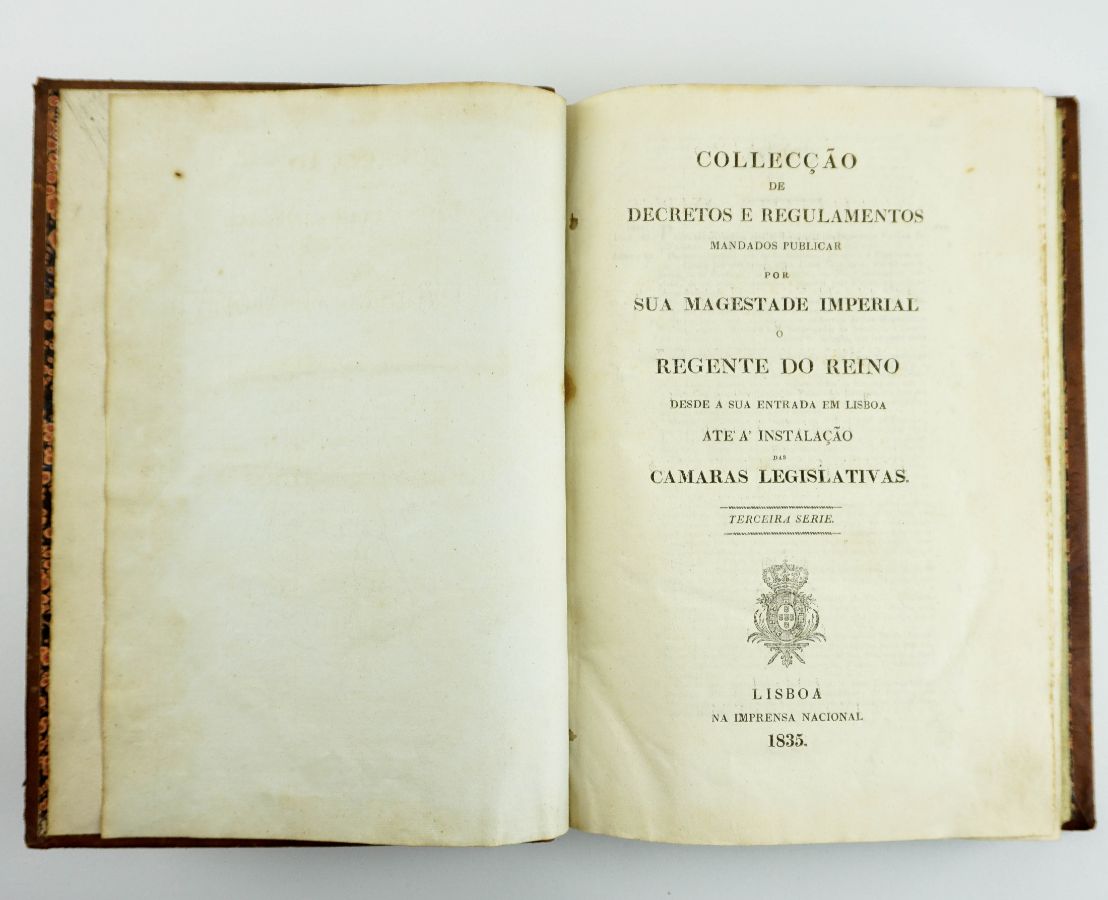 COLLECÇÃO
DE
DECRETOS E REGULAMENTOS
MANDADOS PUBLICAR
POR
SUA MAGESTADE IMPERIAL
O
REGENTE DO REINO
DESDE A SUA ENTRADA EM LISBOA
ATE' A' INSTALAÇÃO
DAS
CAMARAS LEGISLATIVAS.
TERCEIRA SERIE.
LISBOA
NA IMPRENSA NACIONAL
1835.